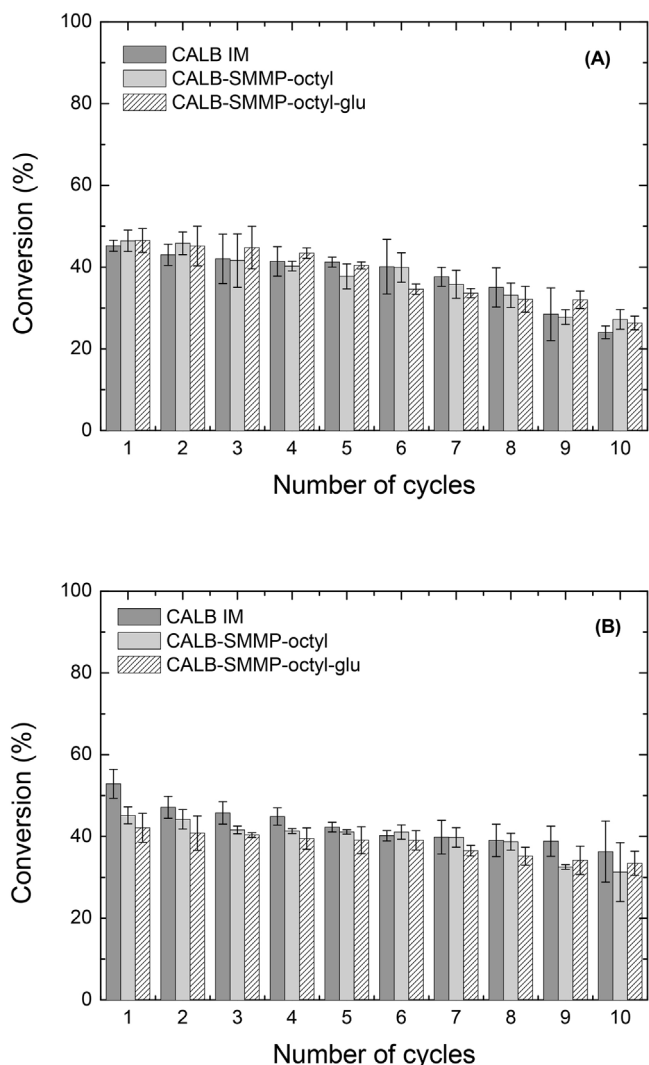 100
80
60
40
20
0
Conversion (%)
CALB IM
CALB-SMMP-octyl
CALB-SMMP-octyl-glu
(A)
1 2 3 4 5 6 7 8 9 10
Number of cycles
100
80
60
40
20
0
Conversion (%)
CALB IM
CALB-SMMP-octyl
CALB-SMMP-octyl-glu
(B)
1 2 3 4 5 6 7 8 9 10
Number of cycles